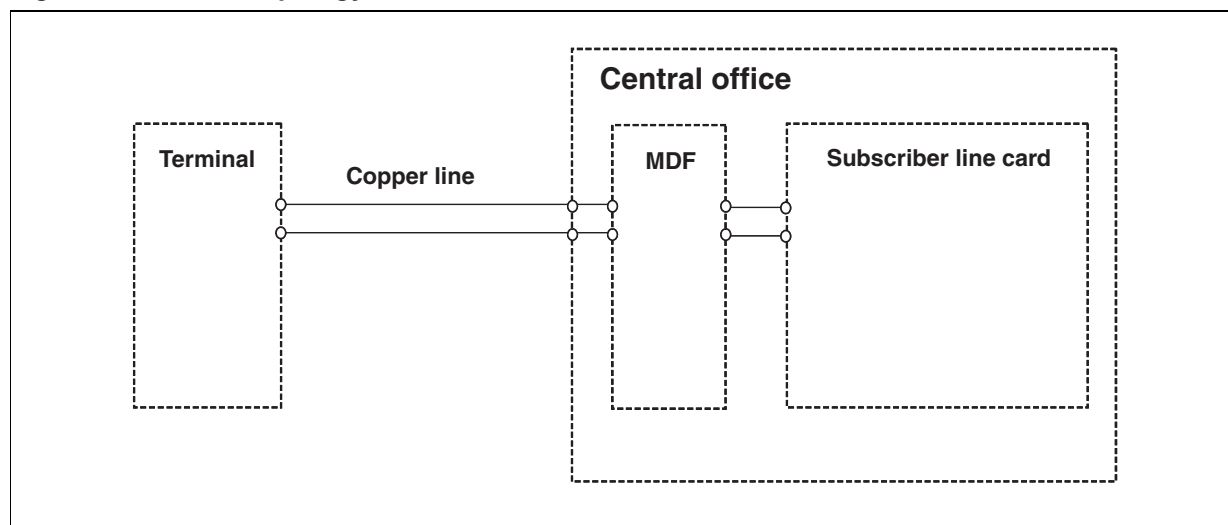 Central office
Terminal
Copper line
MDF
Subscriber line card